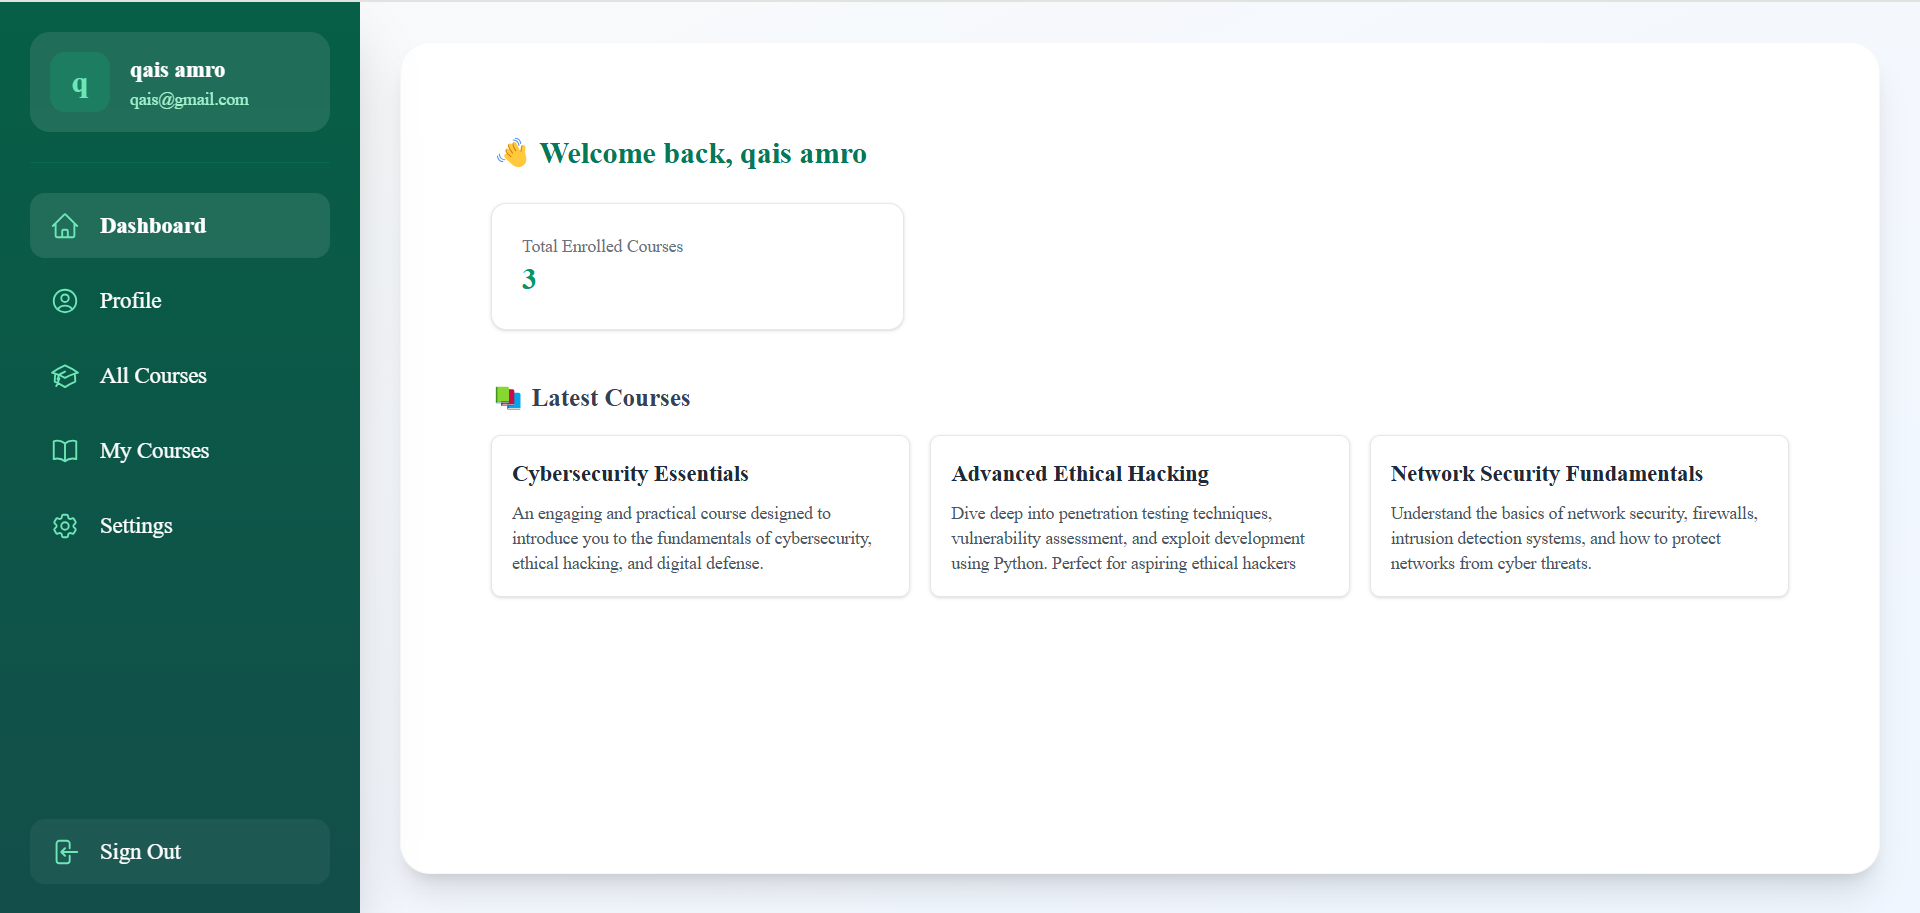 q
qais amro
qais@gmail.com
Dashboard
Profile
All Courses
My Courses
Settings
Sign Out
👋 Welcome back, qais amro
Total Enrolled Courses
3
📚 Latest Courses
Cybersecurity Essentials
An engaging and practical course designed to
introduce you to the fundamentals of cybersecurity,
ethical hacking, and digital defense.
Advanced Ethical Hacking
Dive deep into penetration testing techniques,
vulnerability assessment, and exploit development
using Python. Perfect for aspiring ethical hackers
Network Security Fundamentals
Understand the basics of network security, firewalls,
intrusion detection systems, and how to protect
networks from cyber threats.